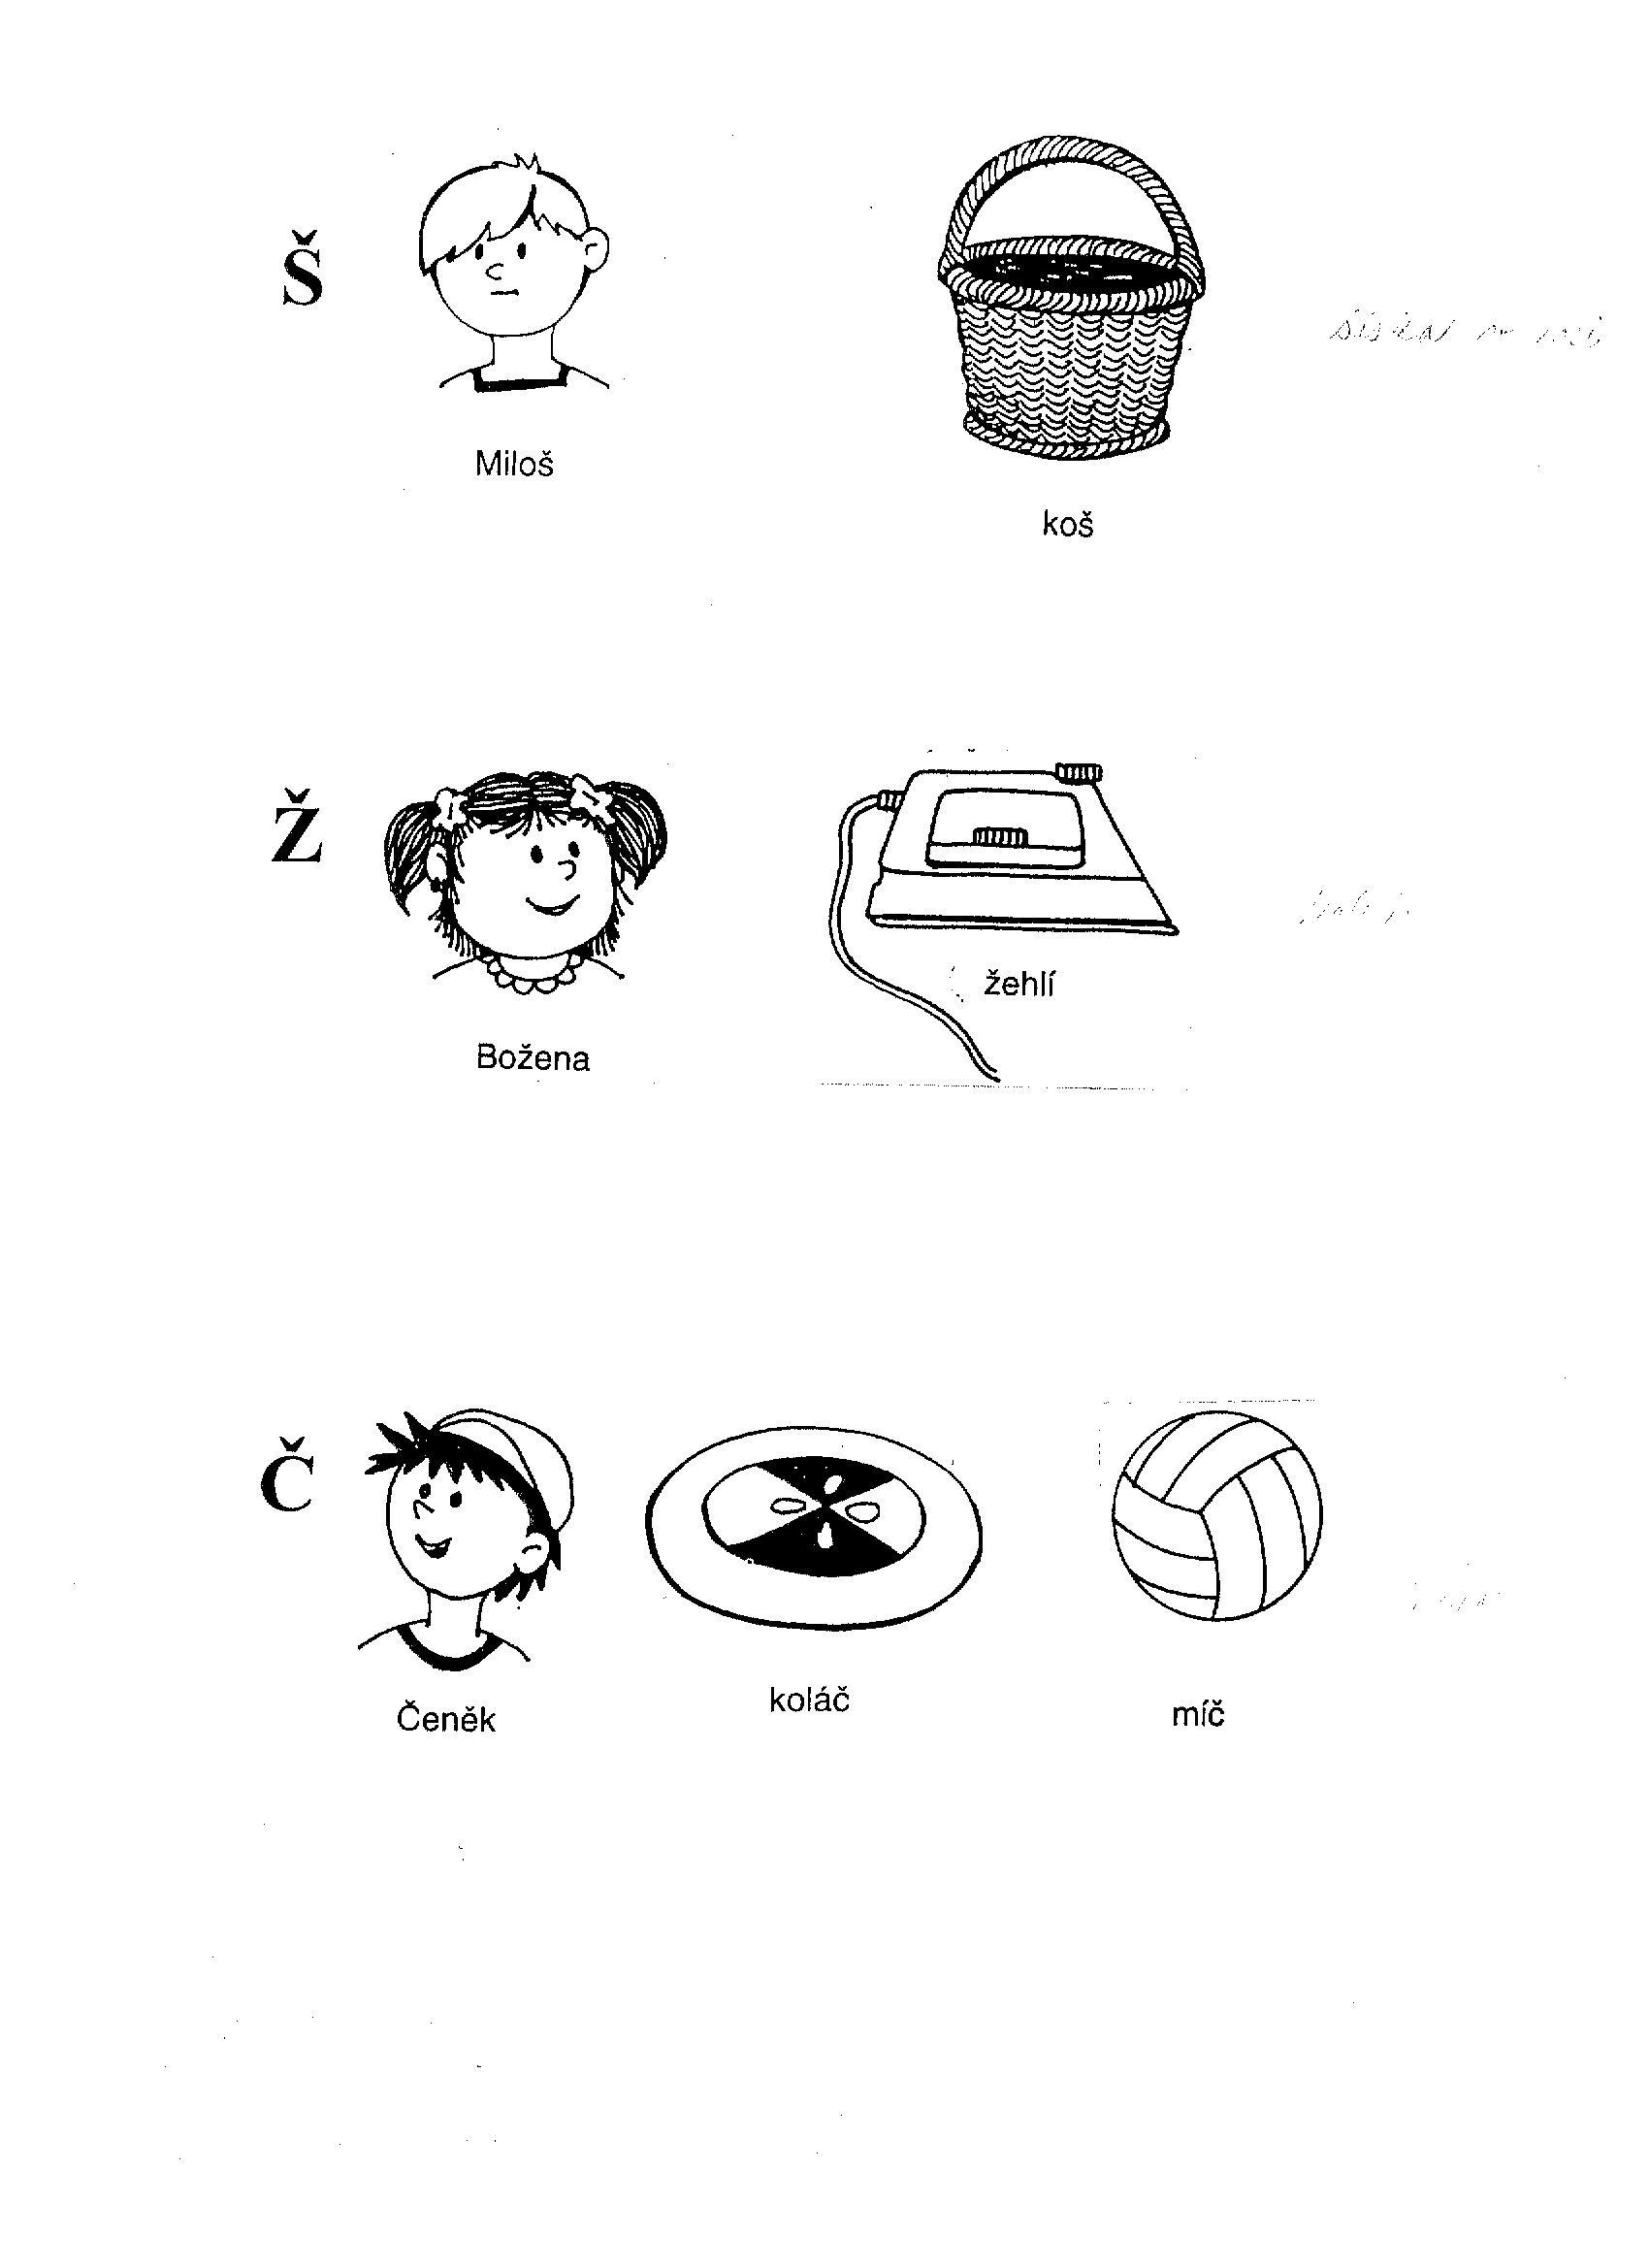 Š
Miloš
koš
Ž
žehlí
Božena
Č
Čeněk
koláč
míč